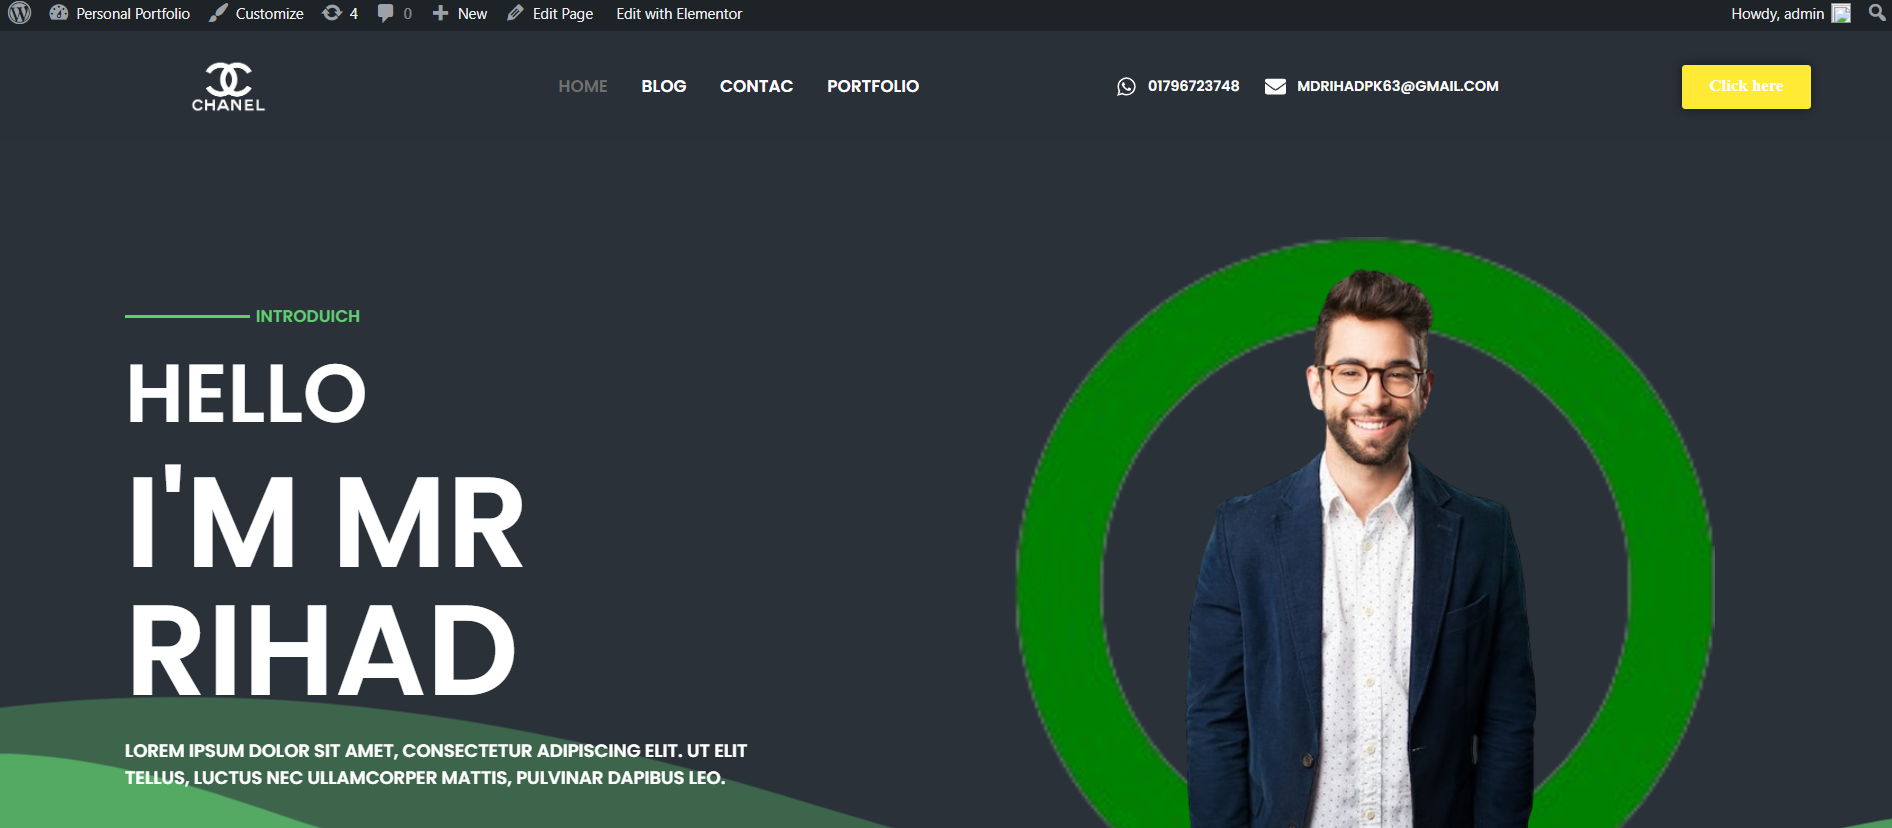 Personal Portfolio Customize 4 0 New Edit Page Edit with Elementor Howdy, admin
CHANEL
HOME BLOG CONTAC PORTFOLIO 01796723748 MDRIHADPK63@GMAIL.COM Click here
INTRODUICH
HELLO
I'M MR
RIHAD
LOREM IPSUM DOLOR SIT AMET, CONSECTETUR ADIPISCING ELIT. UT ELIT
TELLUS, LUCTUS NEC ULLAMCORPER MATTIS, PULVINAR DAPIBUS LEO.